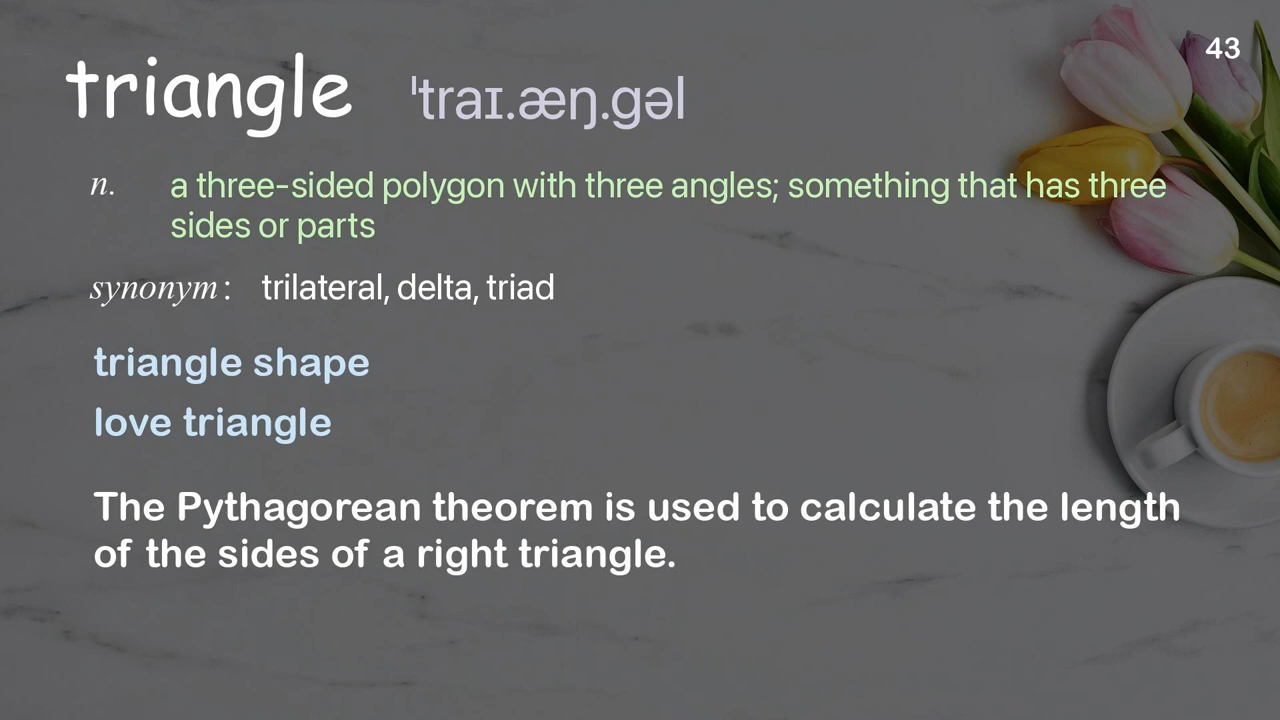 43
triangle ˈtraɪ.æŋ.gəl
n. a three-sided polygon with three angles; something that has three
sides or parts
synonym: trilateral, delta, triad
triangle shape
love triangle
The Pythagorean theorem is used to calculate the length
of the sides of a right triangle.